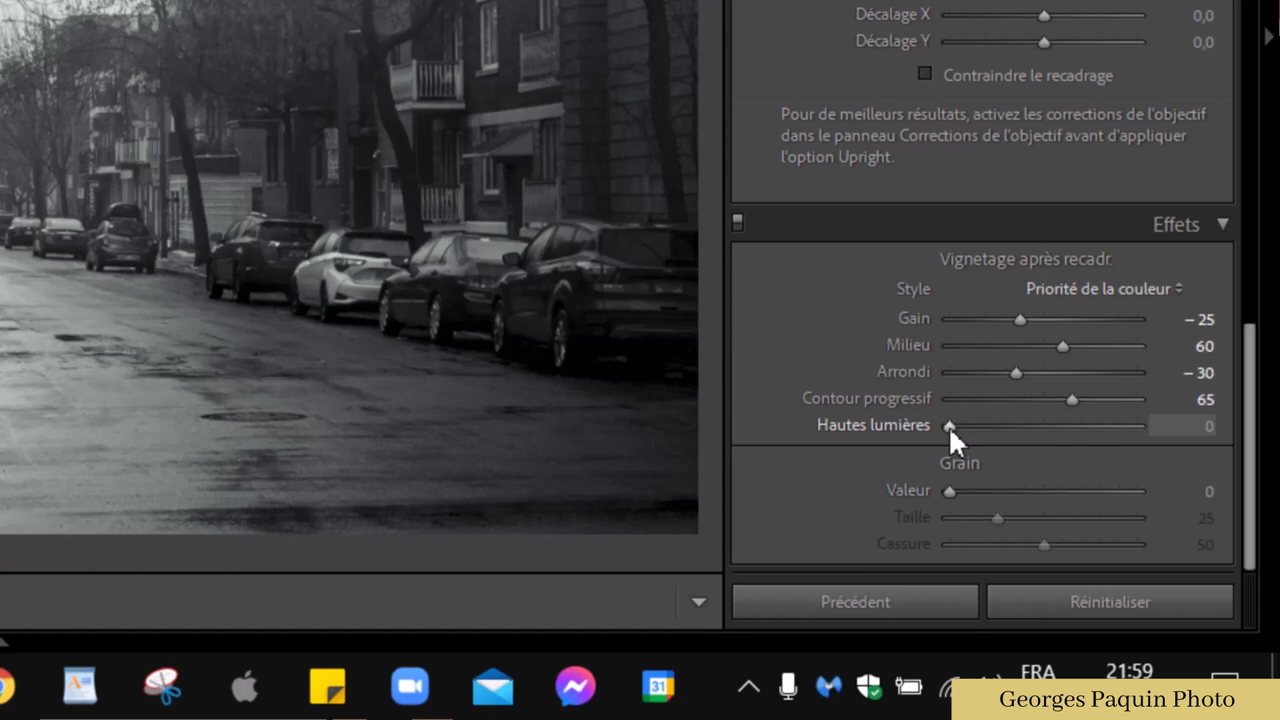 Décalage X 0,0
Décalage Y 0,0
Contraindre le recadrage
Pour de meilleurs résultats, activez les corrections de l'objectif
dans le panneau Corrections de l'objectif avant d'appliquer
l'option Upright.
Effets
Vignetage après recadr.
Style Priorité de la couleur
Gain – 25
Milieu 60
Arrondi – 30
Contour progressif 65
Hautes lumières 0
Grain
Valeur 0
Taille 25
Cassure 50
Précédent Réinitialiser
31
FRA 21:59
Georges Paquin Photo